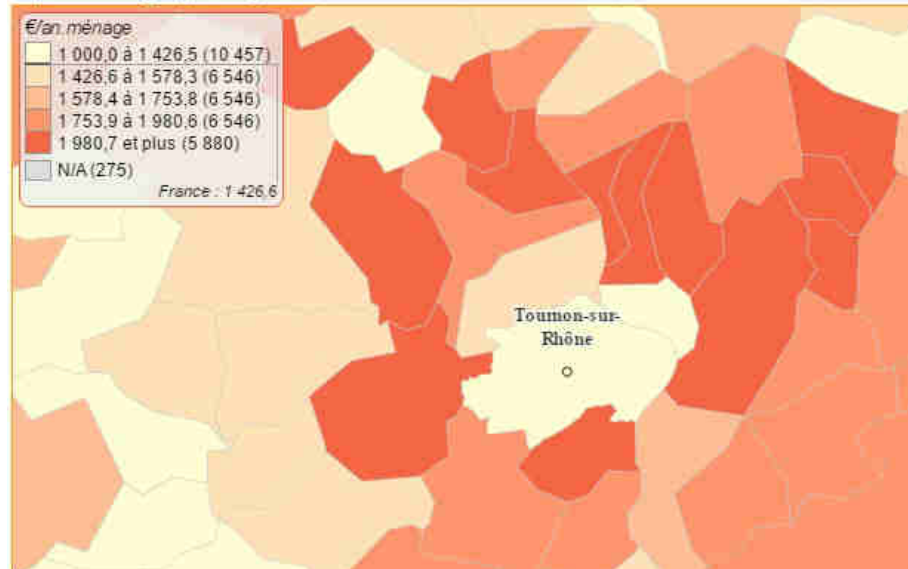 €/an.ménage
1 000,0 à 1 426,5 (10 457)
1 426,6 à 1 578,3 (6 546)
1 578,4 à 1 753,8 (6 546)
1 753,9 à 1 980,6 (6 546)
1 980,7 et plus (5 880)
N/A (275)
France : 1 426,6
Tournon-sur-
Rhône